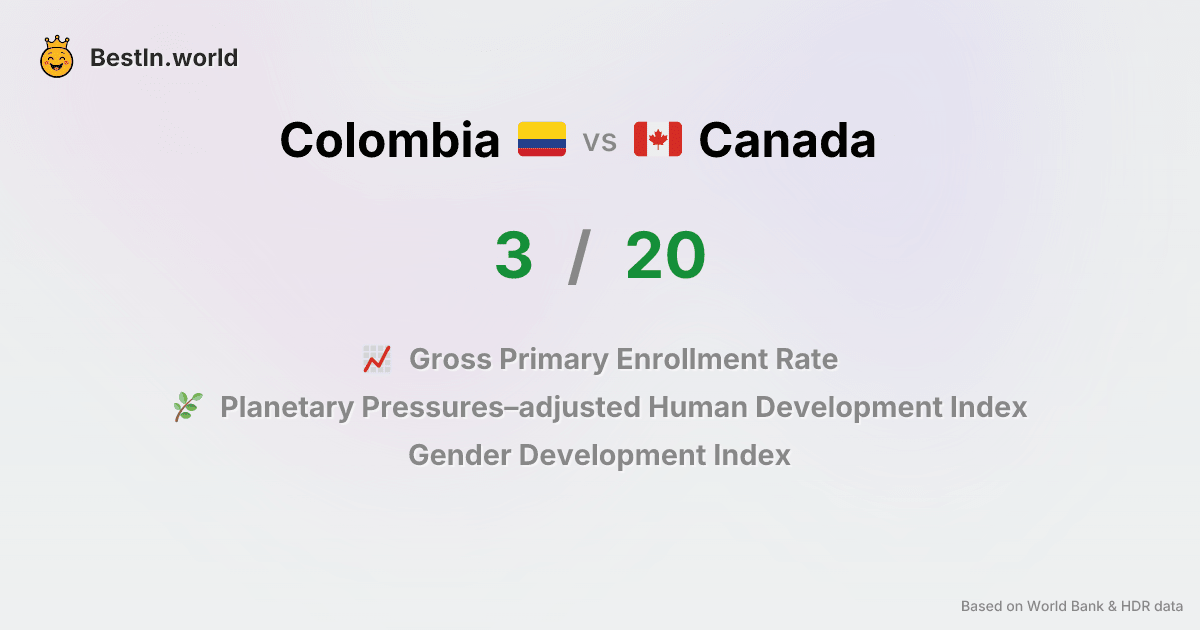 BestIn.world
Colombia vs Canada
3 / 20
Gross Primary Enrollment Rate
Planetary Pressures–adjusted Human Development Index
Gender Development Index
Based on World Bank & HDR data